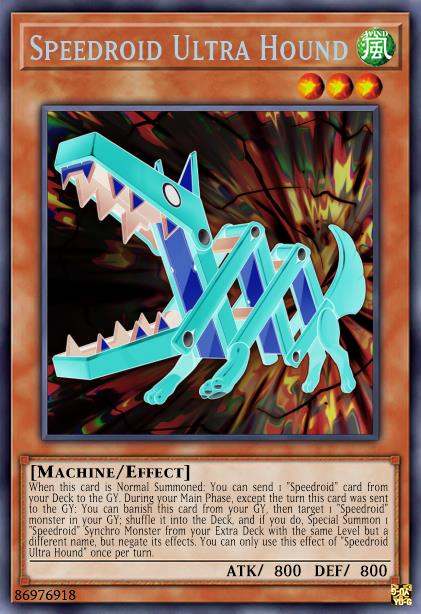 SPEEDROID ULTRA HOUND
WIND
風
[MACHINE/EFFECT]
When this card is Normal Summoned: You can send 1 "Speedroid" card from
your Deck to the GY. During your Main Phase, except the turn this card was sent
to the GY: You can banish this card from your GY, then target 1 "Speedroid"
monster in your GY; shuffle it into the Deck, and if you do, Special Summon 1
"Speedroid" Synchro Monster from your Extra Deck with the same Level but a
different name, but negate its effects. You can only use this effect of "Speedroid
Ultra Hound" once per turn.
ATK/ 800 DEF/ 800
86976918